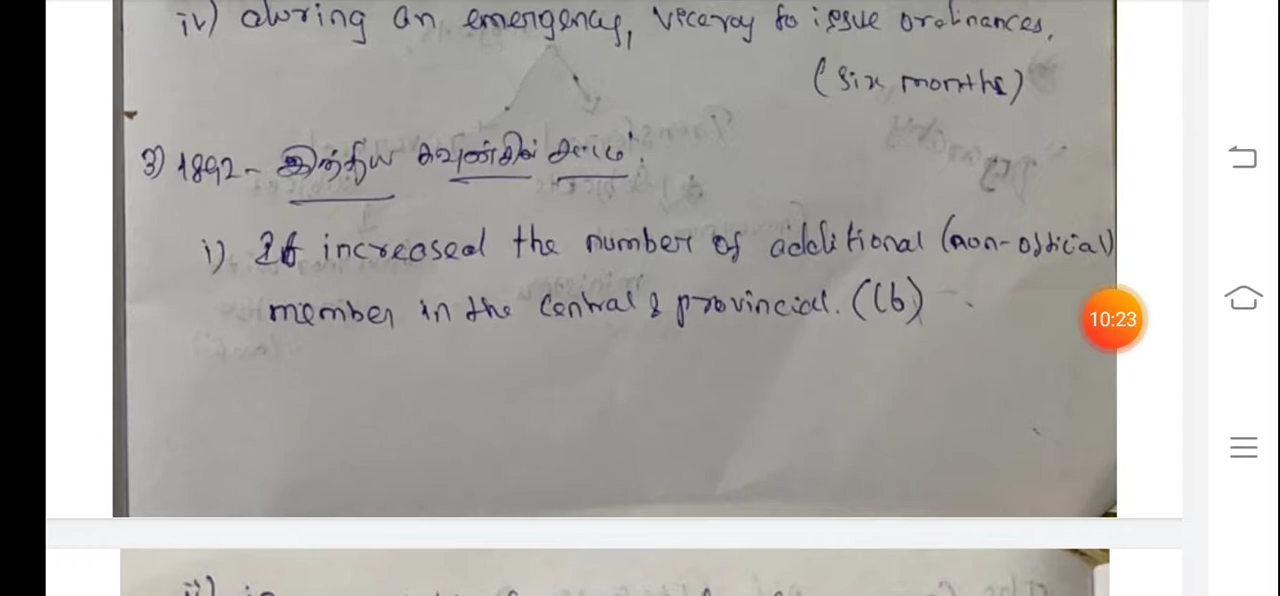 iv) during an emergency, viceroy to issue ordinances.
(six months)
3) 1892 - இந்திய கவுன்சில் சட்டம்.
i) It increased the number of additional (non-official)
member in the central & provincial. (16)
10:23
ii)